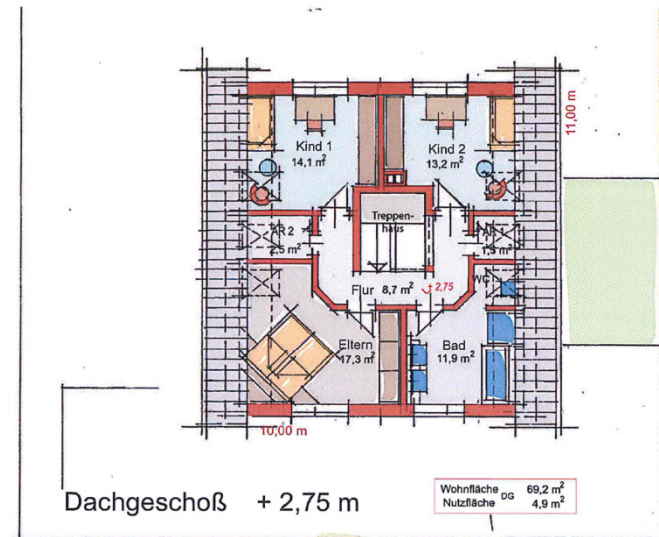 11,00 m
Kind 1
14,1 m²
Kind 2
13,2 m²
Treppen-
haus
AR 2
2,5 m²
AR 1
WC
Flur 8,7 m² + 2,75
Eltern
17,3 m²
Bad
11,9 m²
10,00 m
Dachgeschoß + 2,75 m
Wohnfläche DG 69,2 m²
Nutzfläche 4,9 m²